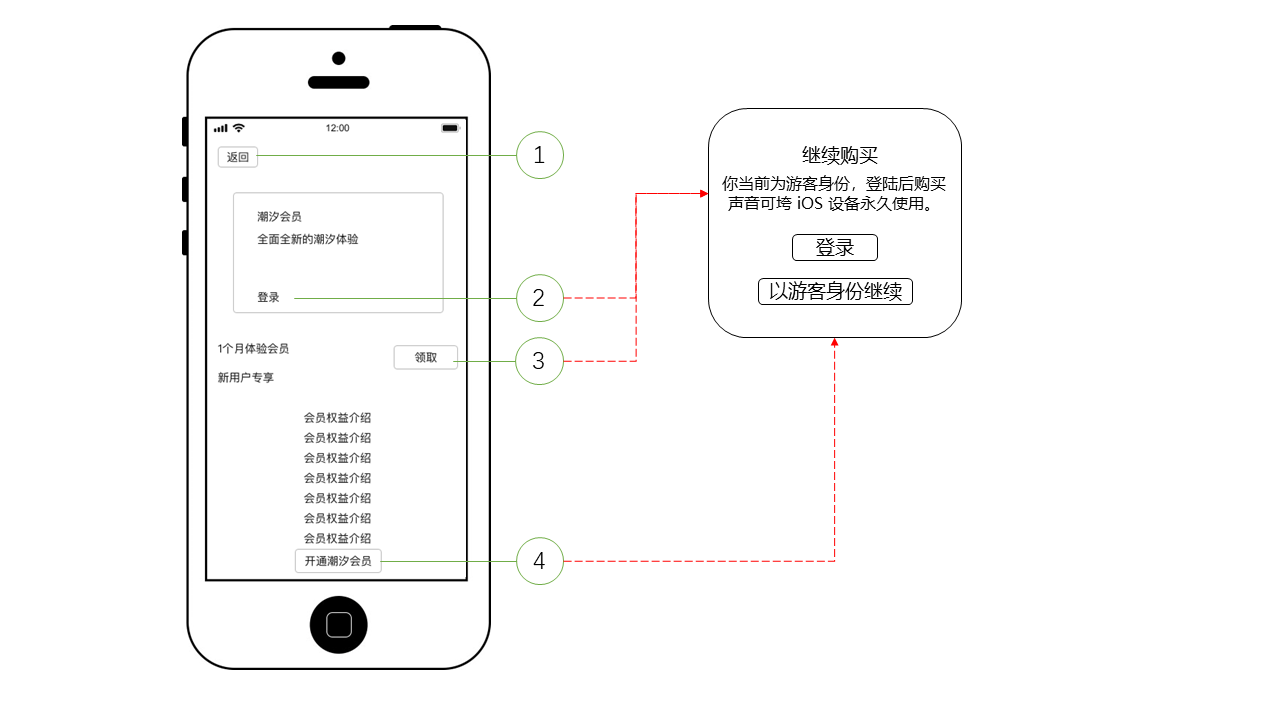 12:00
返回
1
潮汐会员
全面全新的潮汐体验
登录
2
1个月体验会员
领取
3
新用户专享
会员权益介绍
会员权益介绍
会员权益介绍
会员权益介绍
会员权益介绍
会员权益介绍
会员权益介绍
开通潮汐会员
4
继续购买
你当前为游客身份，登陆后购买
声音可垮 iOS 设备永久使用。
登录
以游客身份继续